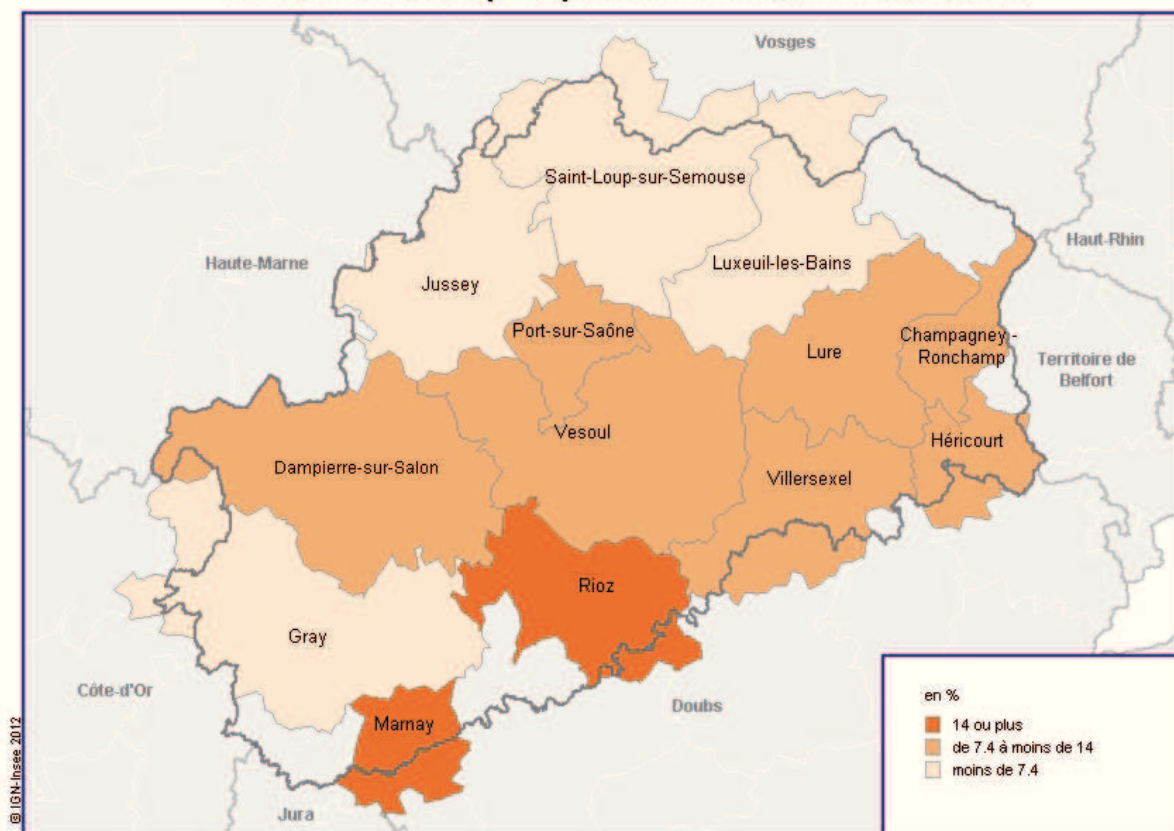 Vosges
Saint-Loup-sur-Semouse
Haut-Rhin
Haute-Marne
Luxeuil-les-Bains
Jussey
Port-sur-Saône
Champagney -
Ronchamp
Lure
Territoire de
Belfort
Vesoul
Héricourt
Dampierre-sur-Salon
Villersexel
Rioz
Gray
Côte-d'Or
Doubs
Marnay
Jura
en %
14 ou plus
de 7.4 à moins de 14
moins de 7.4
© IGN-Insee 2012